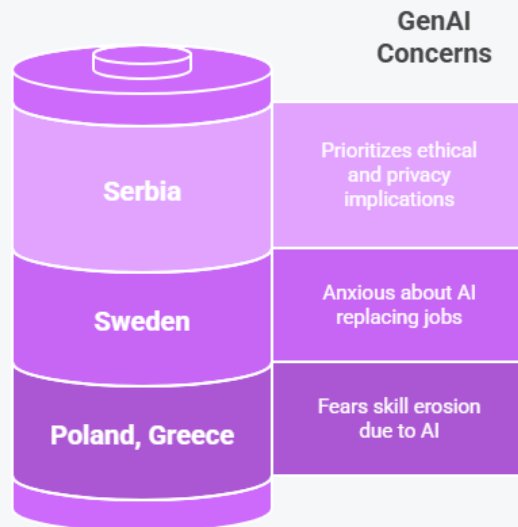 GenAI
Concerns
Serbia
Prioritizes ethical
and privacy
implications
Sweden
Anxious about AI
replacing jobs
Poland, Greece
Fears skill erosion
due to AI